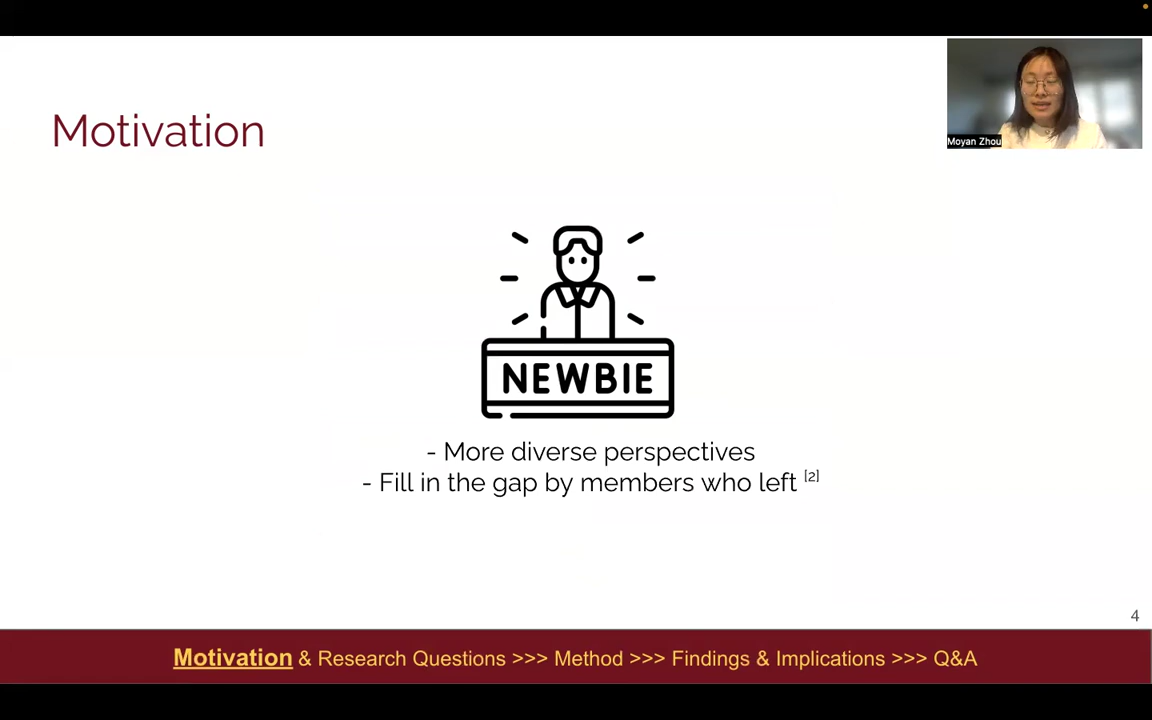 Moyan Zhou
Motivation
NEWBIE
- More diverse perspectives
- Fill in the gap by members who left [2]
4
Motivation & Research Questions >>> Method >>> Findings & Implications >>> Q&A